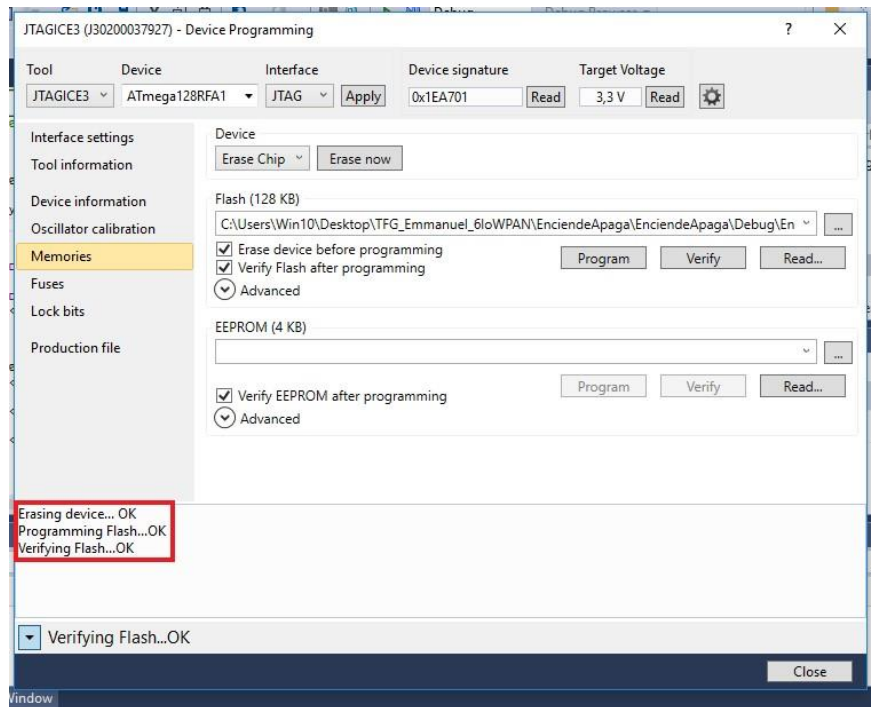 JTAGICE3 (J30200037927) - Device Programming ? ×
Tool Device Interface Device signature Target Voltage
JTAGICE3 ATmega128RFA1 JTAG Apply 0x1EA701 Read 3,3 V Read
Interface settings
Tool information
Device information
Oscillator calibration
Memories
Fuses
Lock bits
Production file
Device
Erase Chip Erase now
Flash (128 KB)
C:\Users\Win10\Desktop\TFG_Emmanuel_6loWPAN\EnciendeApaga\EnciendeApaga\Debug\En ...
Erase device before programming
Verify Flash after programming
Program Verify Read...
Advanced
EEPROM (4 KB)
...
Verify EEPROM after programming
Program Verify Read...
Advanced
Erasing device... OK
Programming Flash...OK
Verifying Flash...OK
Verifying Flash...OK
Close